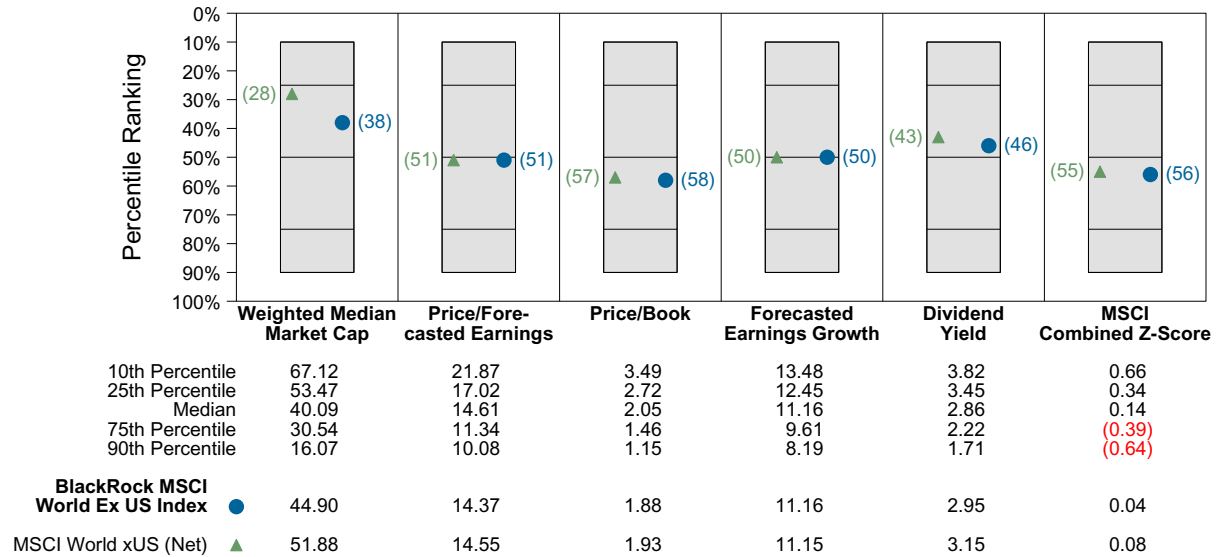 0%
10%
20%
30%
40%
50%
60%
70%
80%
90%
100%
Percentile Ranking
(28)
(38)
(51)
(51)
(57)
(58)
(50)
(50)
(43)
(46)
(55)
(56)
Weighted Median Market Cap
Price/Fore-casted Earnings
Price/Book
Forecasted Earnings Growth
Dividend Yield
MSCI Combined Z-Score
10th Percentile 67.12 21.87 3.49 13.48 3.82 0.66
25th Percentile 53.47 17.02 2.72 12.45 3.45 0.34
Median 40.09 14.61 2.05 11.16 2.86 0.14
75th Percentile 30.54 11.34 1.46 9.61 2.22 (0.39)
90th Percentile 16.07 10.08 1.15 8.19 1.71 (0.64)
BlackRock MSCI
World Ex US Index 44.90 14.37 1.88 11.16 2.95 0.04
MSCI World xUS (Net) 51.88 14.55 1.93 11.15 3.15 0.08